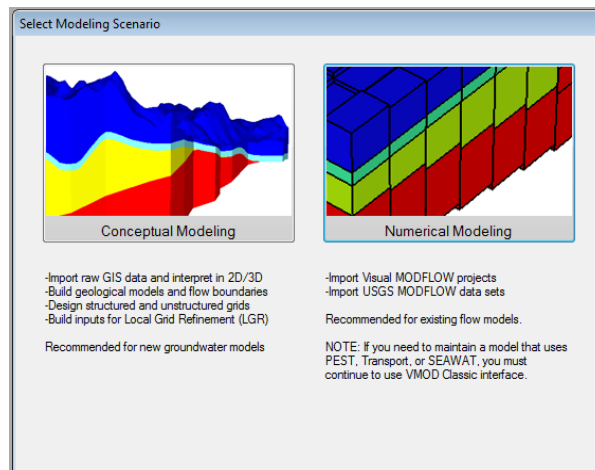 Select Modeling Scenario
Conceptual Modeling
-Import raw GIS data and interpret in 2D/3D
-Build geological models and flow boundaries
-Design structured and unstructured grids
-Build inputs for Local Grid Refinement (LGR)
Recommended for new groundwater models
Numerical Modeling
-Import Visual MODFLOW projects
-Import USGS MODFLOW data sets
Recommended for existing flow models.
NOTE: If you need to maintain a model that uses
PEST, Transport, or SEAWAT, you must
continue to use VMOD Classic interface.